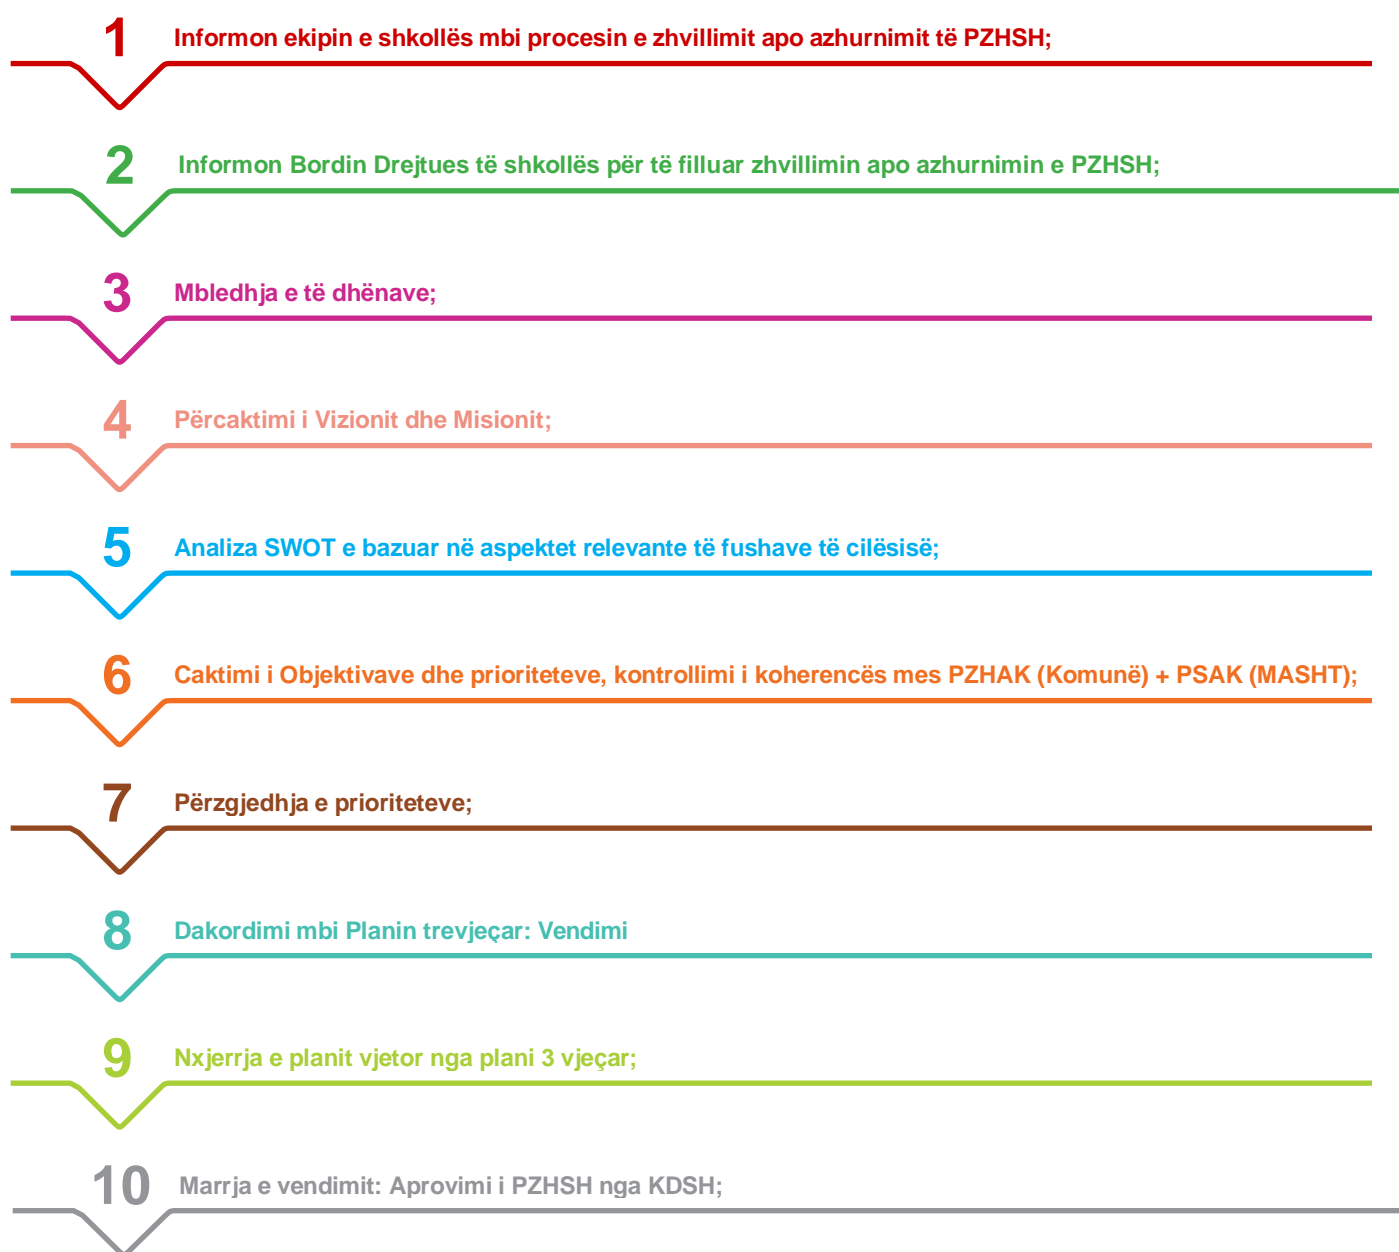 1 Informon ekipin e shkollës mbi procesin e zhvillimit apo azhurnimit të PZHSH;
2 Informon Bordin Drejtues të shkollës për të filluar zhvillimin apo azhurnimin e PZHSH;
3 Mbledhja e të dhënave;
4 Përcaktimi i Vizionit dhe Misionit;
5 Analiza SWOT e bazuar në aspektet relevante të fushave të cilësisë;
6 Caktimi i Objektivave dhe prioriteteve, kontrollimi i koherencës mes PZHAK (Komunë) + PSAK (MASHT);
7 Përzgjedhja e prioriteteve;
8 Dakordimi mbi Planin trevjeçar: Vendimi
9 Nxjerrja e planit vjetor nga plani 3 vjeçar;
10 Marrja e vendimit: Aprovimi i PZHSH nga KDSH;